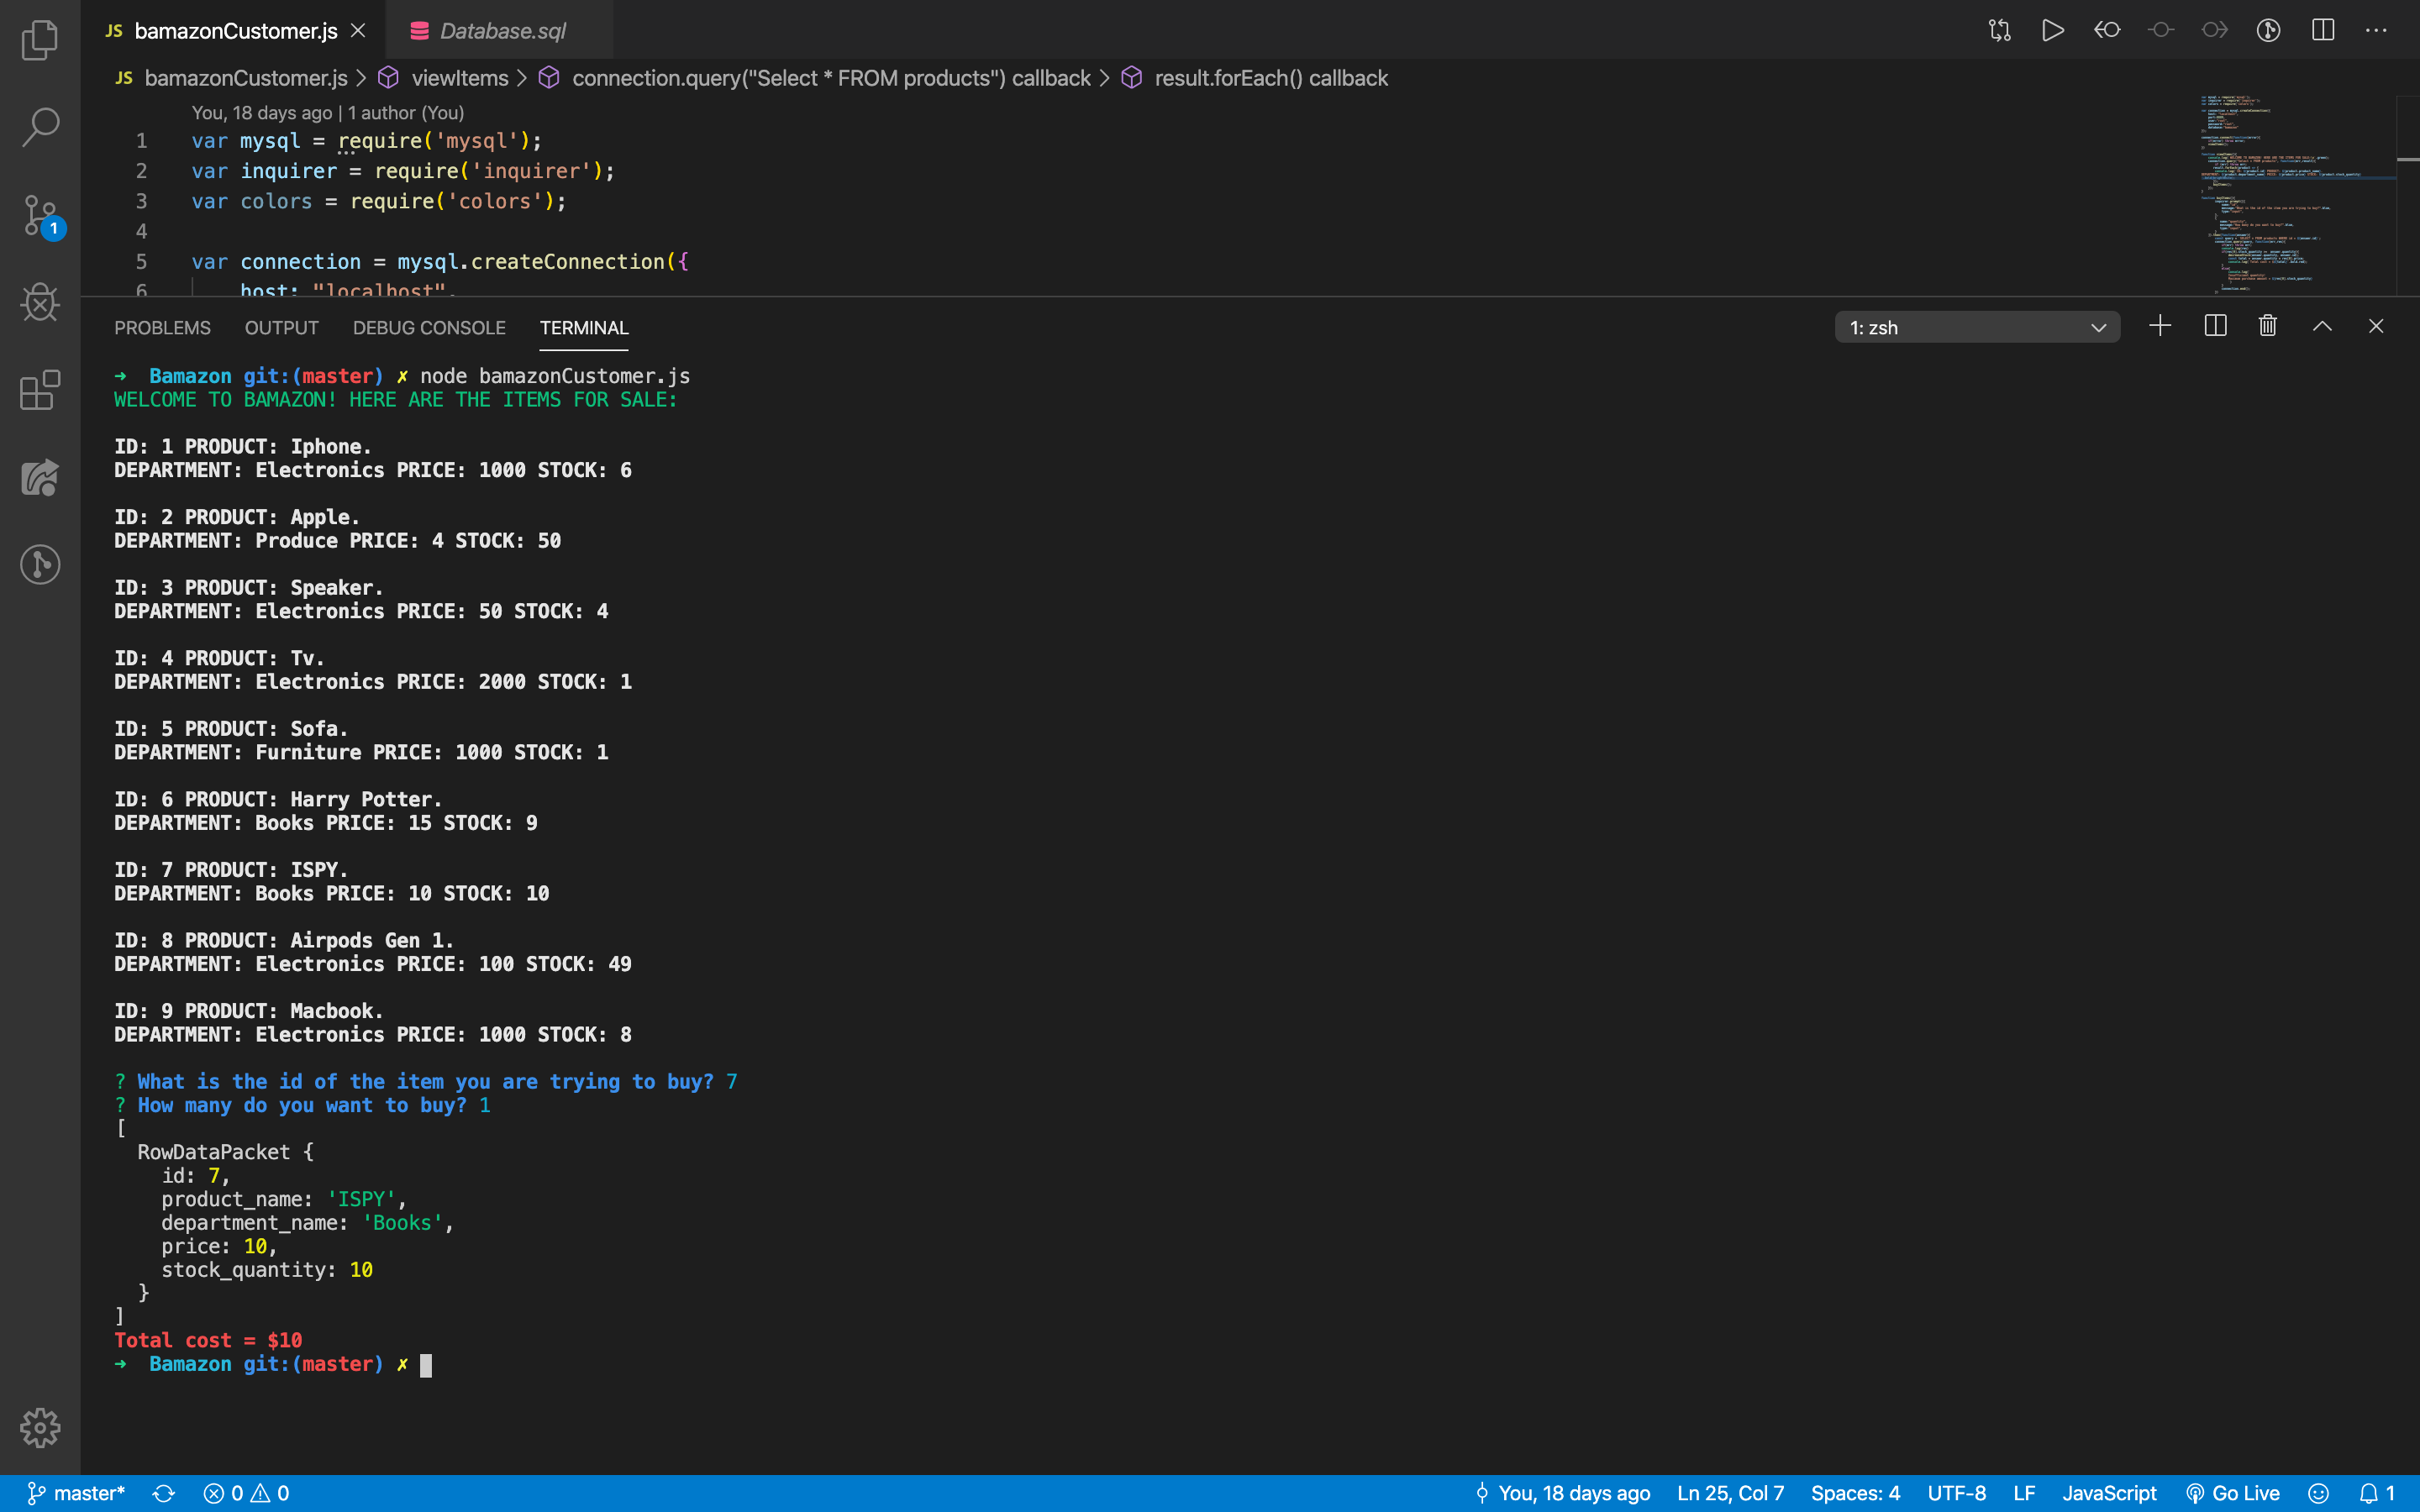 JS bamazonCustomer.js
Database.sql
JS bamazonCustomer.js > viewItems > connection.query("Select * FROM products") callback > result.forEach() callback
You, 18 days ago | 1 author (You)
1 var mysql = require('mysql');
2 var inquirer = require('inquirer');
3 var colors = require('colors');
4
5 var connection = mysql.createConnection({
6 host: "localhost",
1
PROBLEMS OUTPUT DEBUG CONSOLE TERMINAL 1: zsh
➜ Bamazon git:(master) ✗ node bamazonCustomer.js
WELCOME TO BAMAZON! HERE ARE THE ITEMS FOR SALE:
ID: 1 PRODUCT: Iphone.
DEPARTMENT: Electronics PRICE: 1000 STOCK: 6
ID: 2 PRODUCT: Apple.
DEPARTMENT: Produce PRICE: 4 STOCK: 50
ID: 3 PRODUCT: Speaker.
DEPARTMENT: Electronics PRICE: 50 STOCK: 4
ID: 4 PRODUCT: Tv.
DEPARTMENT: Electronics PRICE: 2000 STOCK: 1
ID: 5 PRODUCT: Sofa.
DEPARTMENT: Furniture PRICE: 1000 STOCK: 1
ID: 6 PRODUCT: Harry Potter.
DEPARTMENT: Books PRICE: 15 STOCK: 9
ID: 7 PRODUCT: ISPY.
DEPARTMENT: Books PRICE: 10 STOCK: 10
ID: 8 PRODUCT: Airpods Gen 1.
DEPARTMENT: Electronics PRICE: 100 STOCK: 49
ID: 9 PRODUCT: Macbook.
DEPARTMENT: Electronics PRICE: 1000 STOCK: 8
? What is the id of the item you are trying to buy? 7
? How many do you want to buy? 1
[
RowDataPacket {
id: 7,
product_name: 'ISPY',
department_name: 'Books',
price: 10,
stock_quantity: 10
}
]
Total cost = $10
➜ Bamazon git:(master) ✗
master* 0 0 You, 18 days ago Ln 25, Col 7 Spaces: 4 UTF-8 LF JavaScript Go Live 1